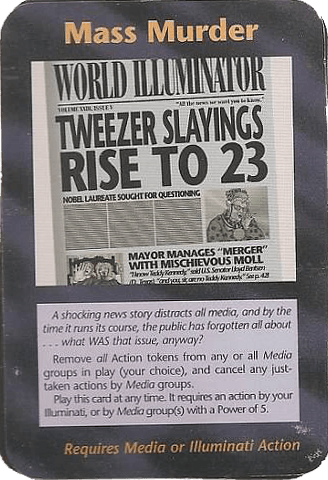 Mass Murder
WORLD ILLUMINATOR
VOLUME XXIII, ISSUE 5 "All the news we want you to know."
TWEEZER SLAYINGS
RISE TO 23
NOBEL LAUREATE SOUGHT FOR QUESTIONING
MAYOR MANAGES "MERGER"
WITH MISCHIEVOUS MOLL
"I know Teddy Kennedy," said U.S. Senator Lloyd Bentsen
"and you, sir, are no Teddy Kennedy." See p. 42B
A shocking news story distracts all media, and by the
time it runs its course, the public has forgotten all about
. . . what WAS that issue, anyway?
Remove all Action tokens from any or all Media
groups in play (your choice), and cancel any just-
taken actions by Media groups.
Play this card at any time. It requires an action by your
Illuminati, or by Media group(s) with a Power of 5.
Requires Media or Illuminati Action